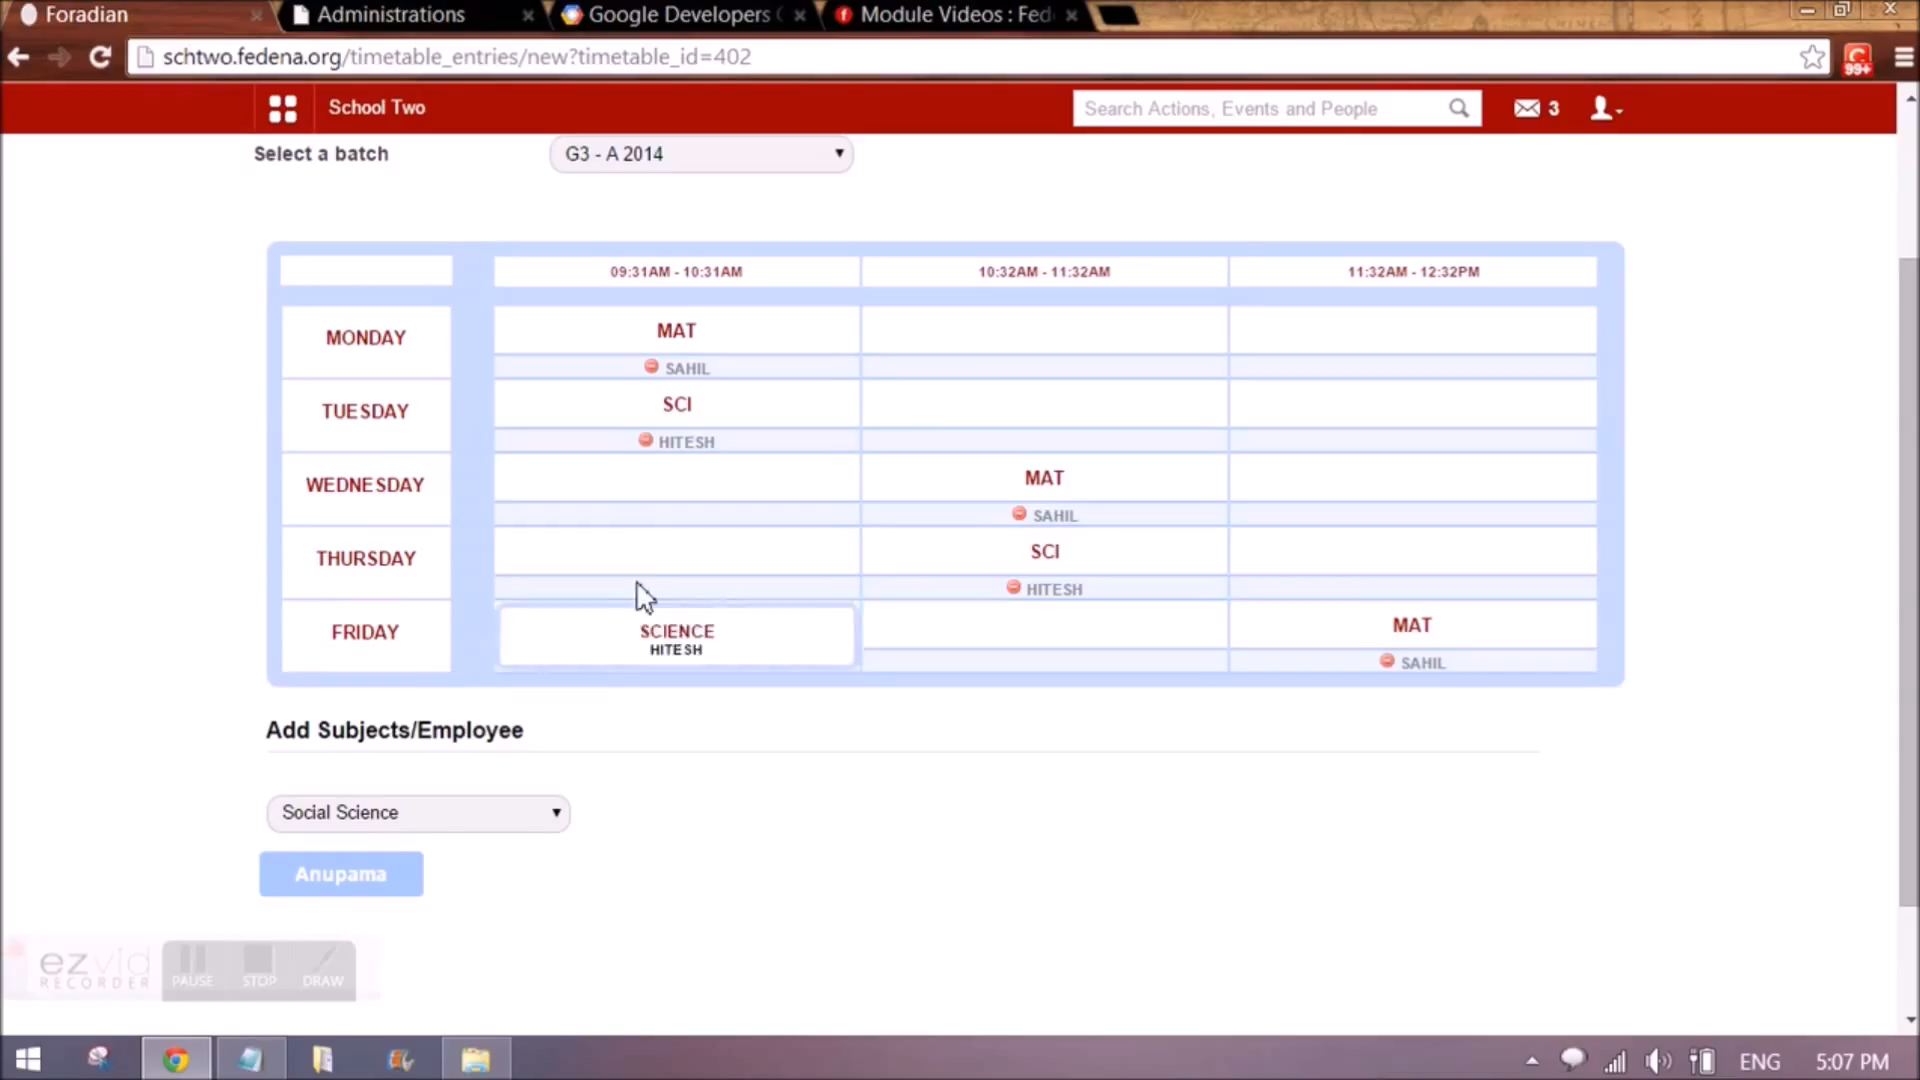 Foradian
Administrations
Google Developers
Module Videos : Fed
schtwo.fedena.org/timetable_entries/new?timetable_id=402
99+
School Two
Search Actions, Events and People
3
Select a batch
G3 - A 2014
09:31AM - 10:31AM
10:32AM - 11:32AM
11:32AM - 12:32PM
MONDAY
MAT
SAHIL
TUESDAY
SCI
HITESH
WEDNESDAY
MAT
SAHIL
THURSDAY
SCI
HITESH
FRIDAY
SCIENCE
HITESH
MAT
SAHIL
Add Subjects/Employee
Social Science
Anupama
ezvid
RECORDER
PAUSE
STOP
DRAW
ENG
5:07 PM